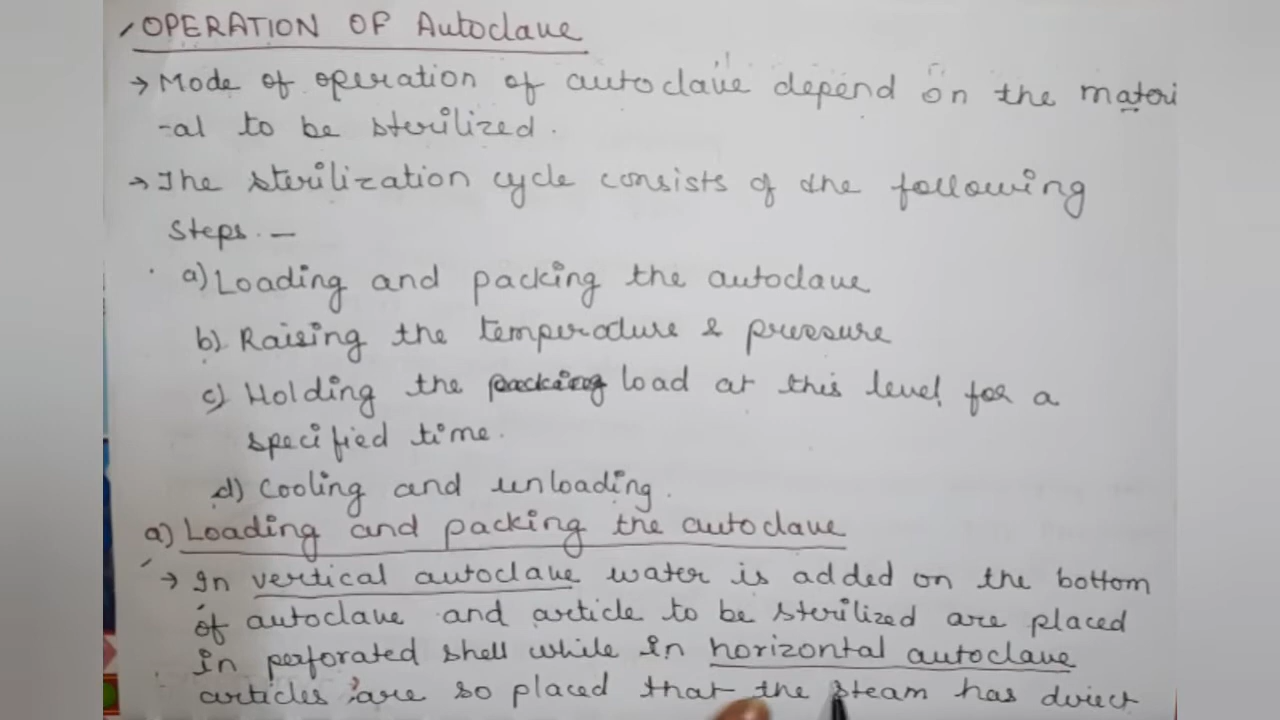 OPERATION OF Autoclave
→ Mode of operation of autoclave depend on the materi
-al to be sterilized.
→ The sterilization cycle consists of the following
steps. —
a) Loading and packing the autoclave
b) Raising the temperature & pressure
c) Holding the packing load at this level for a
specified time.
d) Cooling and unloading.
a) Loading and packing the autoclave
→ In vertical autoclave water is added on the bottom
of autoclave and article to be sterilized are placed
in perforated shell while in horizontal autoclave
articles are so placed that the steam has direct